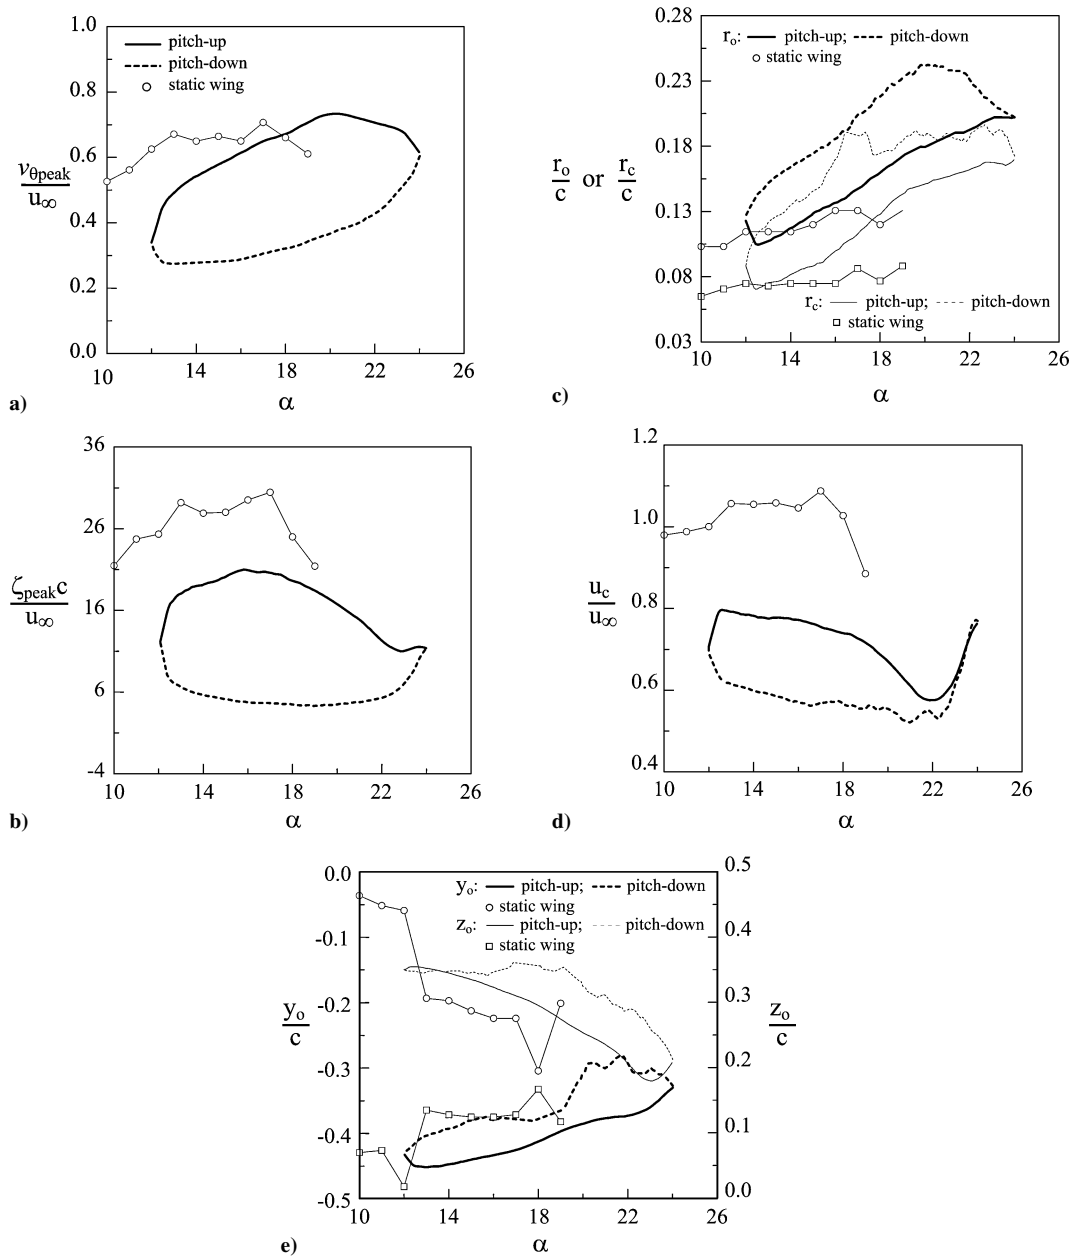 1.0
0.8
0.6
0.4
0.2
0.0
vθpeak
u∞
pitch-up
pitch-down
static wing
10
14
18
22
26
α
a)
0.28
0.23
0.18
0.13
0.08
0.03
ro or rc
c c
ro: pitch-up; pitch-down
static wing
rc: pitch-up; pitch-down
static wing
10
14
18
22
26
α
c)
36
26
16
6
-4
ζpeakc
u∞
10
14
18
22
26
α
b)
1.2
1.0
0.8
0.6
0.4
uc
u∞
10
14
18
22
26
α
d)
0.0
-0.1
-0.2
-0.3
-0.4
-0.5
yo
c
yo: pitch-up; pitch-down
static wing
zo: pitch-up; pitch-down
static wing
0.5
0.4
0.3
0.2
0.1
0.0
zo
c
10
14
18
22
26
α
e)